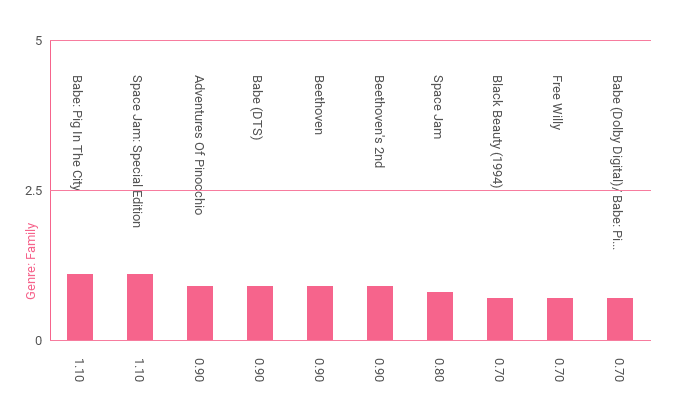 5
2.5
0
Genre: Family
Babe: Pig In The City
Space Jam: Special Edition
Adventures Of Pinocchio
Babe (DTS)
Beethoven
Beethoven's 2nd
Space Jam
Black Beauty (1994)
Free Willy
Babe (Dolby Digital)/ Babe: Pi...
1.10
1.10
0.90
0.90
0.90
0.90
0.80
0.70
0.70
0.70